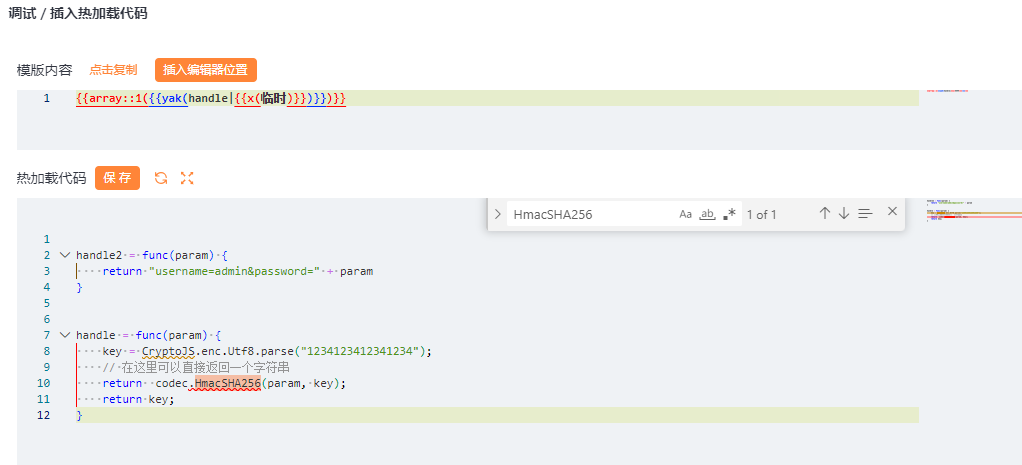 调试 / 插入热加载代码
模版内容 点击复制 插入编辑器位置
1 {{array::1({{yak(handle|{{x(临时)}})}})}}
热加载代码 保 存
HmacSHA256 Aa ab .* 1 of 1
1
2 handle2 = func(param) {
3     return "username=admin&password=" + param
4 }
5
6
7 handle = func(param) {
8     key = CryptoJS.enc.Utf8.parse("1234123412341234");
9     // 在这里可以直接返回一个字符串
10     return  codec.HmacSHA256(param, key);
11     return key;
12 }